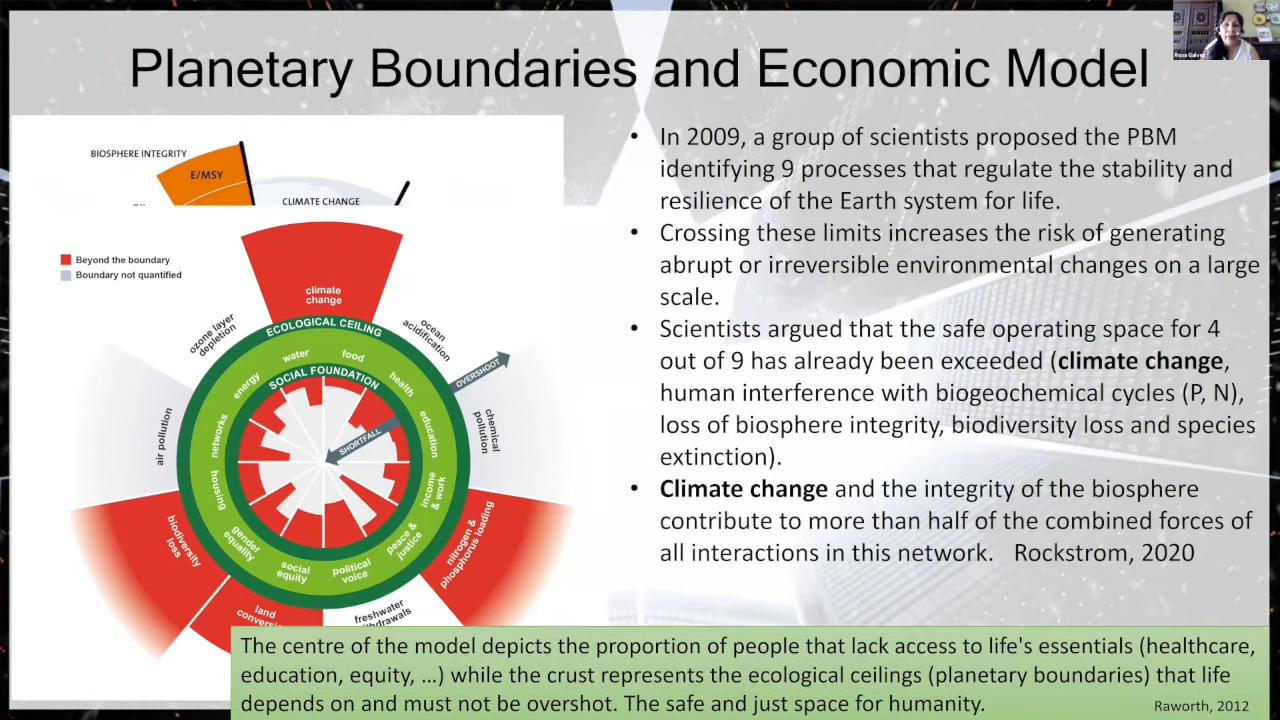 Planetary Boundaries and Economic Model
Rosa Galvez
BIOSPHERE INTEGRITY
E/MSY
CLIMATE CHANGE
Beyond the boundary
Boundary not quantified
climate
change
ozone layer
depletion
ocean
acidification
ECOLOGICAL CEILING
water
food
SOCIAL FOUNDATION
energy
health
OVERSHOOT
SHORTFALL
air pollution
networks
education
chemical
pollution
housing
income
& work
biodiversity
loss
gender
equality
social
equity
political
voice
peace &
justice
nitrogen &
phosphorus loading
land
freshwater
• In 2009, a group of scientists proposed the PBM
identifying 9 processes that regulate the stability and
resilience of the Earth system for life.
• Crossing these limits increases the risk of generating
abrupt or irreversible environmental changes on a large
scale.
• Scientists argued that the safe operating space for 4
out of 9 has already been exceeded (climate change,
human interference with biogeochemical cycles (P, N),
loss of biosphere integrity, biodiversity loss and species
extinction).
• Climate change and the integrity of the biosphere
contribute to more than half of the combined forces of
all interactions in this network. Rockstrom, 2020
The centre of the model depicts the proportion of people that lack access to life's essentials (healthcare,
education, equity, …) while the crust represents the ecological ceilings (planetary boundaries) that life
depends on and must not be overshot. The safe and just space for humanity.
Raworth, 2012